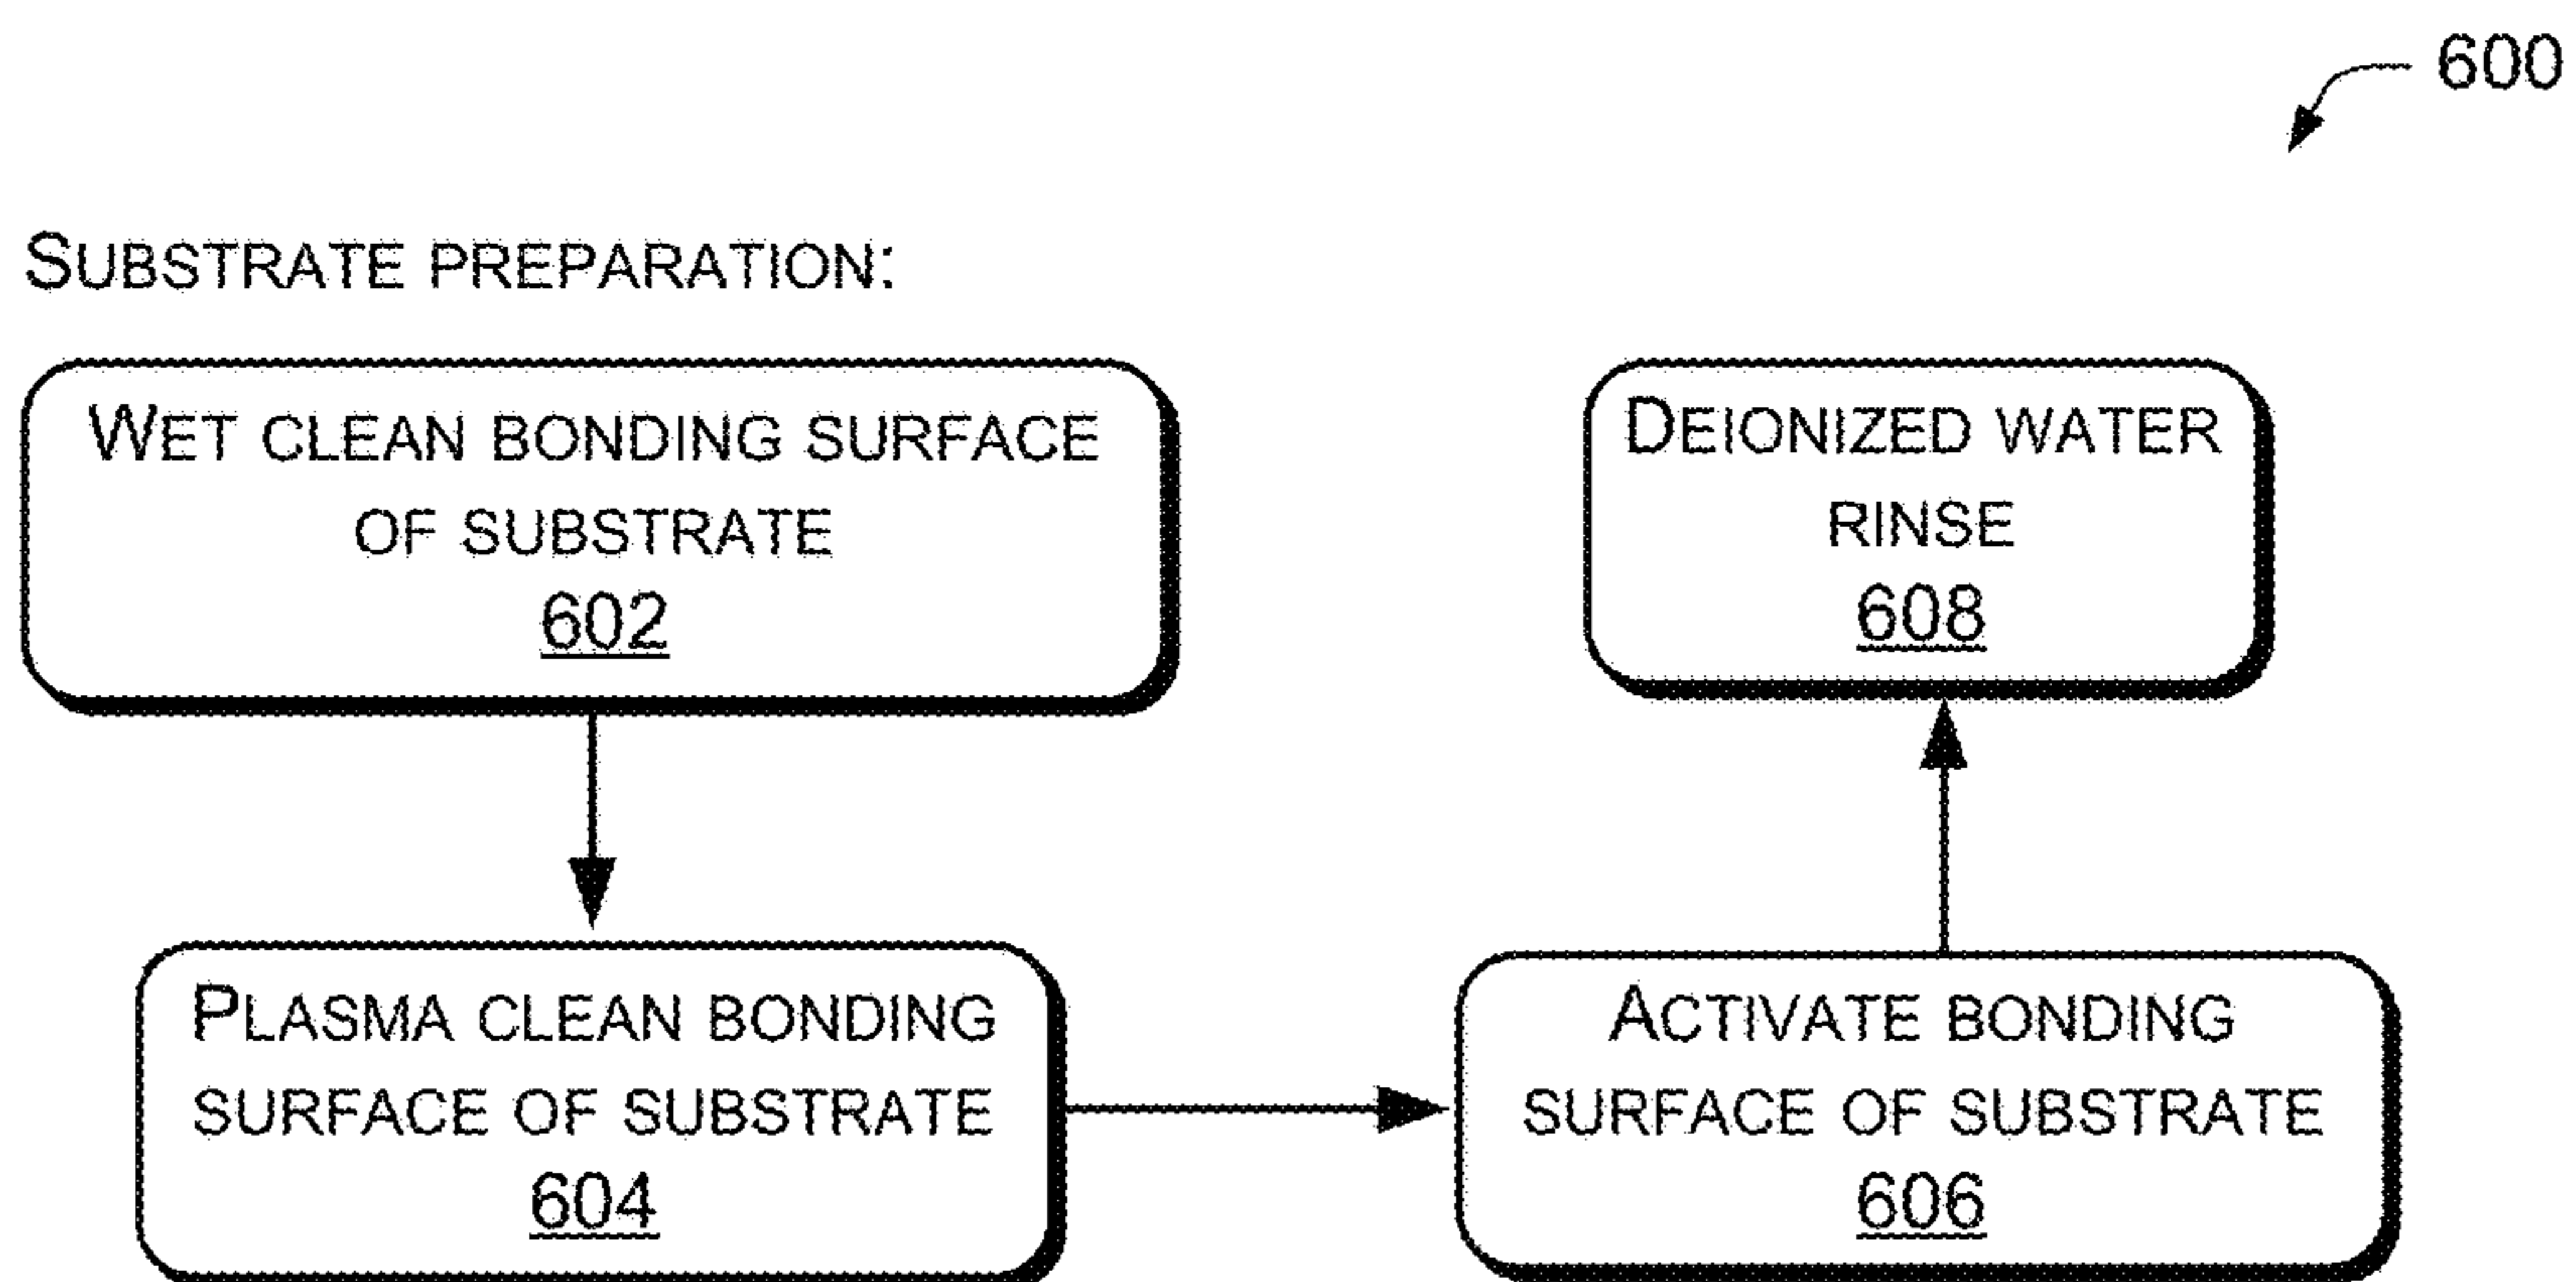 600
SUBSTRATE PREPARATION:
WET CLEAN BONDING SURFACE
OF SUBSTRATE
602
PLASMA CLEAN BONDING
SURFACE OF SUBSTRATE
604
ACTIVATE BONDING
SURFACE OF SUBSTRATE
606
DEIONIZED WATER
RINSE
608